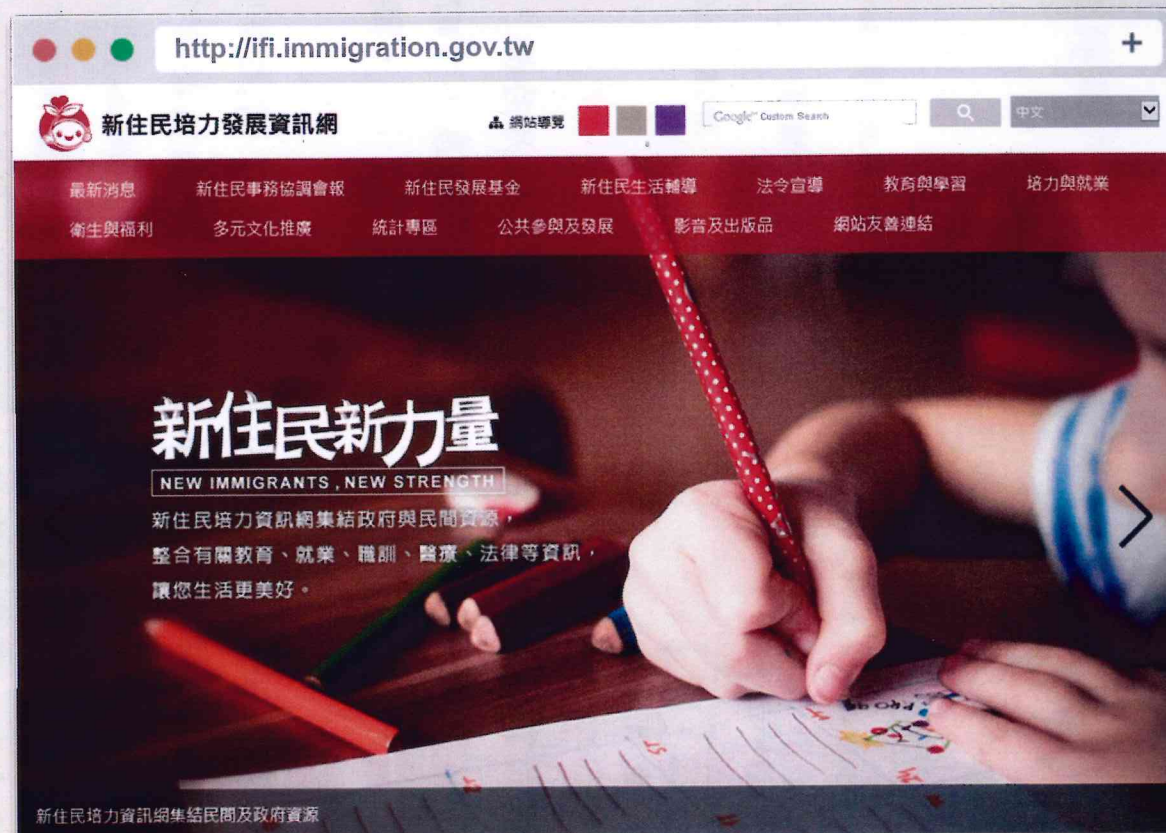 http://ifi.immigration.gov.tw
新住民培力發展資訊網
網站導覽
Google™ Custom Search
中文
最新消息 新住民事務協調會報 新住民發展基金 新住民生活輔導 法令宣導 教育與學習 培力與就業
衛生與福利 多元文化推廣 統計專區 公共參與及發展 影音及出版品 網站友善連結
新住民新力量
NEW IMMIGRANTS , NEW STRENGTH
新住民培力資訊網集結政府與民間資源，
整合有關教育、就業、職訓、醫療、法律等資訊，
讓您生活更美好。
新住民培力資訊網集結民間及政府資源